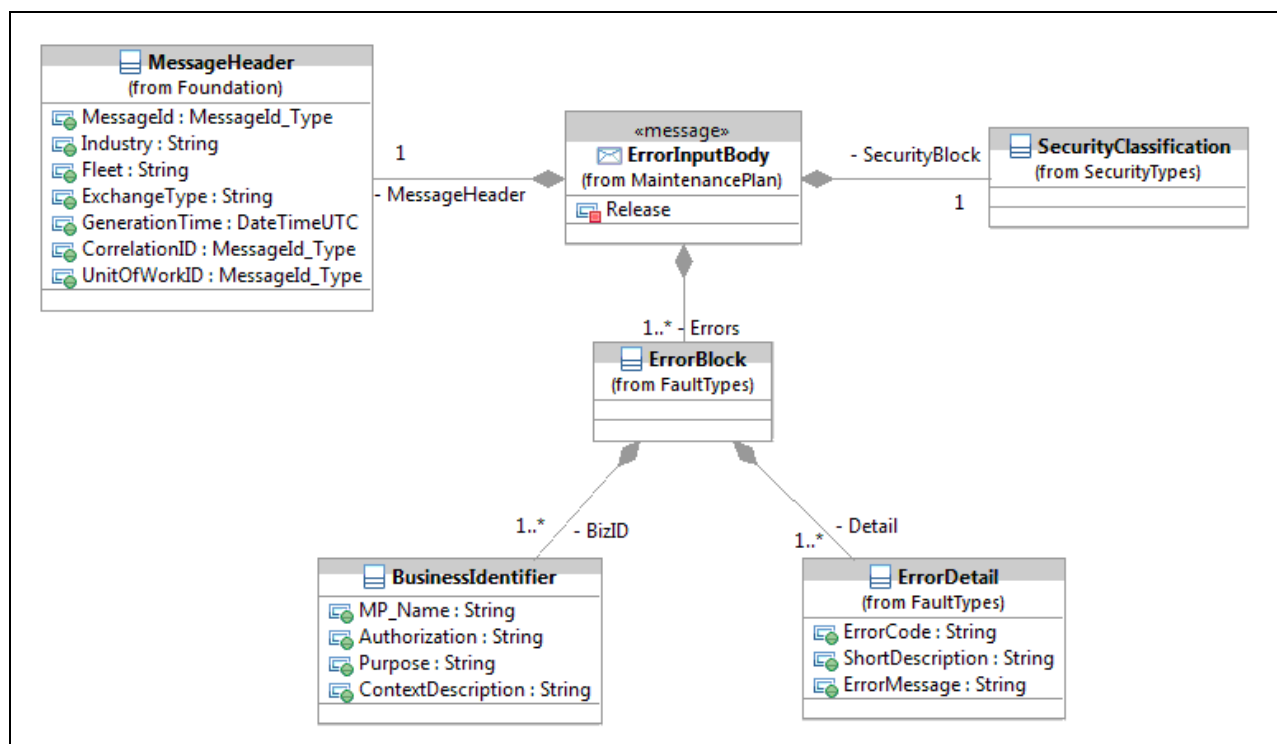 MessageHeader
(from Foundation)
MessageId : MessageId_Type
Industry : String
Fleet : String
ExchangeType : String
GenerationTime : DateTimeUTC
CorrelationID : MessageId_Type
UnitOfWorkID : MessageId_Type
1
- MessageHeader
«message»
ErrorInputBody
(from MaintenancePlan)
Release
- SecurityBlock
1
SecurityClassification
(from SecurityTypes)
1..* - Errors
ErrorBlock
(from FaultTypes)
1..*
- BizID
- Detail
1..*
BusinessIdentifier
MP_Name : String
Authorization : String
Purpose : String
ContextDescription : String
ErrorDetail
(from FaultTypes)
ErrorCode : String
ShortDescription : String
ErrorMessage : String